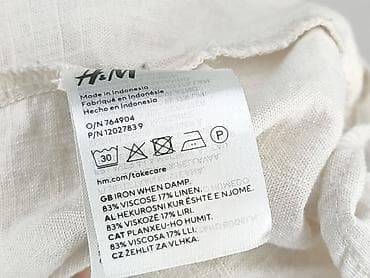 H&M
Made in Indonesia
Fabriqué en Indonésie
Hecho en Indonesia
O/N 764904
P/N 1202783 9
30
P
hm.com/takecare
GB IRON WHEN DAMP.
83% VISCOSE 17% LINEN.
AL HEKUROSNI KUR ËSHTË E NJOMË.
83% VISKOZË 17% LIRI.
CAT PLANXEU-HO HUMIT.
83% VISCOSA 17% LLI.
CZ ŽEHLIT ZA VLHKA.